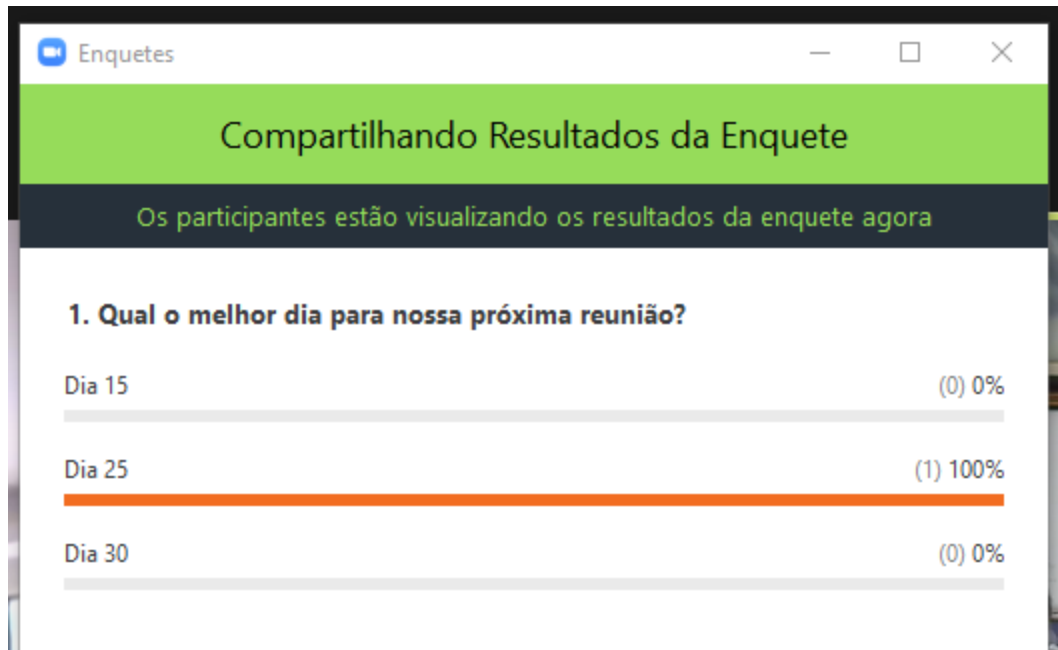 Enquetes
Compartilhando Resultados da Enquete
Os participantes estão visualizando os resultados da enquete agora
1. Qual o melhor dia para nossa próxima reunião?
Dia 15 (0) 0%
Dia 25 (1) 100%
Dia 30 (0) 0%